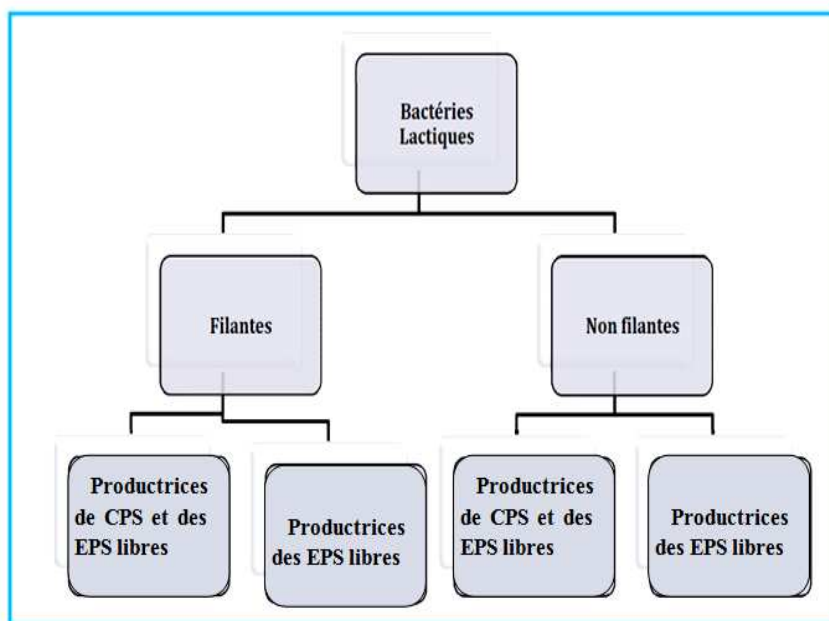 Bactéries
Lactiques
Filantes
Non filantes
Productrices
de CPS et des
EPS libres
Productrices
des EPS libres
Productrices
de CPS et des
EPS libres
Productrices
des EPS libres